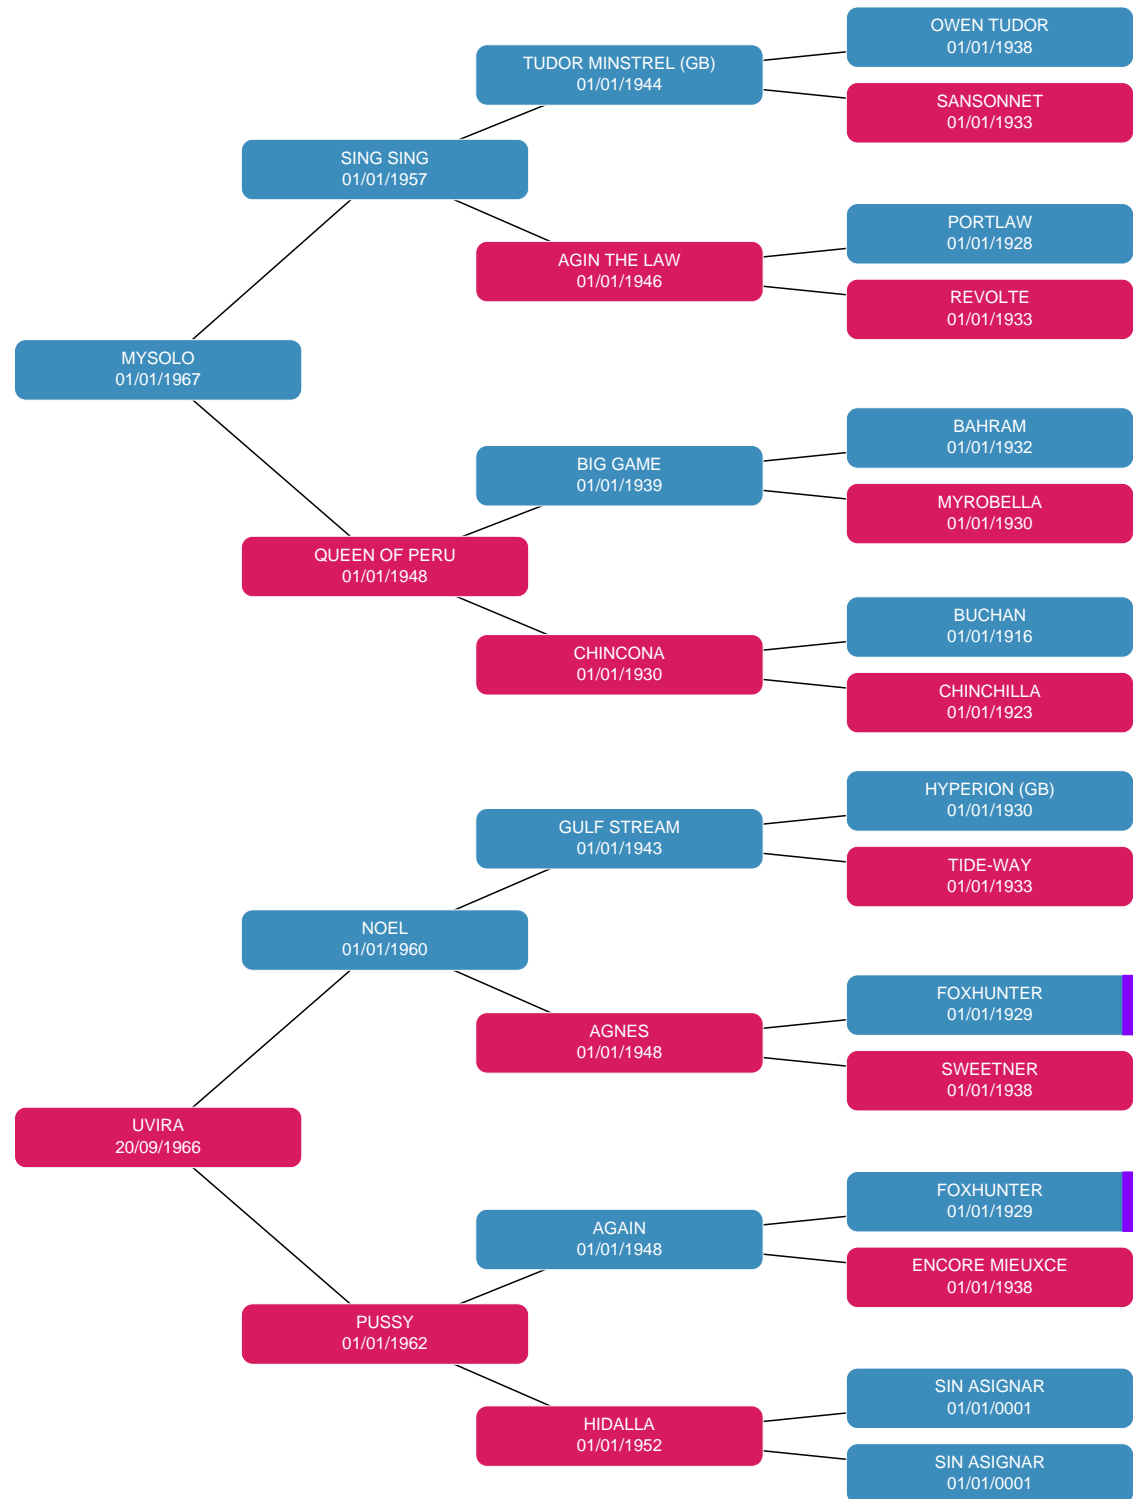 OWEN TUDOR
01/01/1938
TUDOR MINSTREL (GB)
01/01/1944
SANSONNET
01/01/1933
SING SING
01/01/1957
PORTLAW
01/01/1928
AGIN THE LAW
01/01/1946
REVOLTE
01/01/1933
MYSOLO
01/01/1967
BAHRAM
01/01/1932
BIG GAME
01/01/1939
MYROBELLA
01/01/1930
QUEEN OF PERU
01/01/1948
BUCHAN
01/01/1916
CHINCONA
01/01/1930
CHINCHILLA
01/01/1923
HYPERION (GB)
01/01/1930
GULF STREAM
01/01/1943
TIDE-WAY
01/01/1933
NOEL
01/01/1960
FOXHUNTER
01/01/1929
AGNES
01/01/1948
SWEETNER
01/01/1938
UVIRA
20/09/1966
FOXHUNTER
01/01/1929
AGAIN
01/01/1948
ENCORE MIEUXCE
01/01/1938
PUSSY
01/01/1962
SIN ASIGNAR
01/01/0001
HIDALLA
01/01/1952
SIN ASIGNAR
01/01/0001